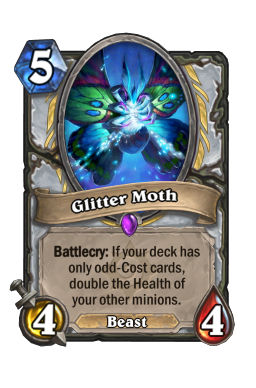 5
Glitter Moth
Battlecry: If your deck has
only odd-Cost cards,
double the Health of
your other minions.
4
Beast
4